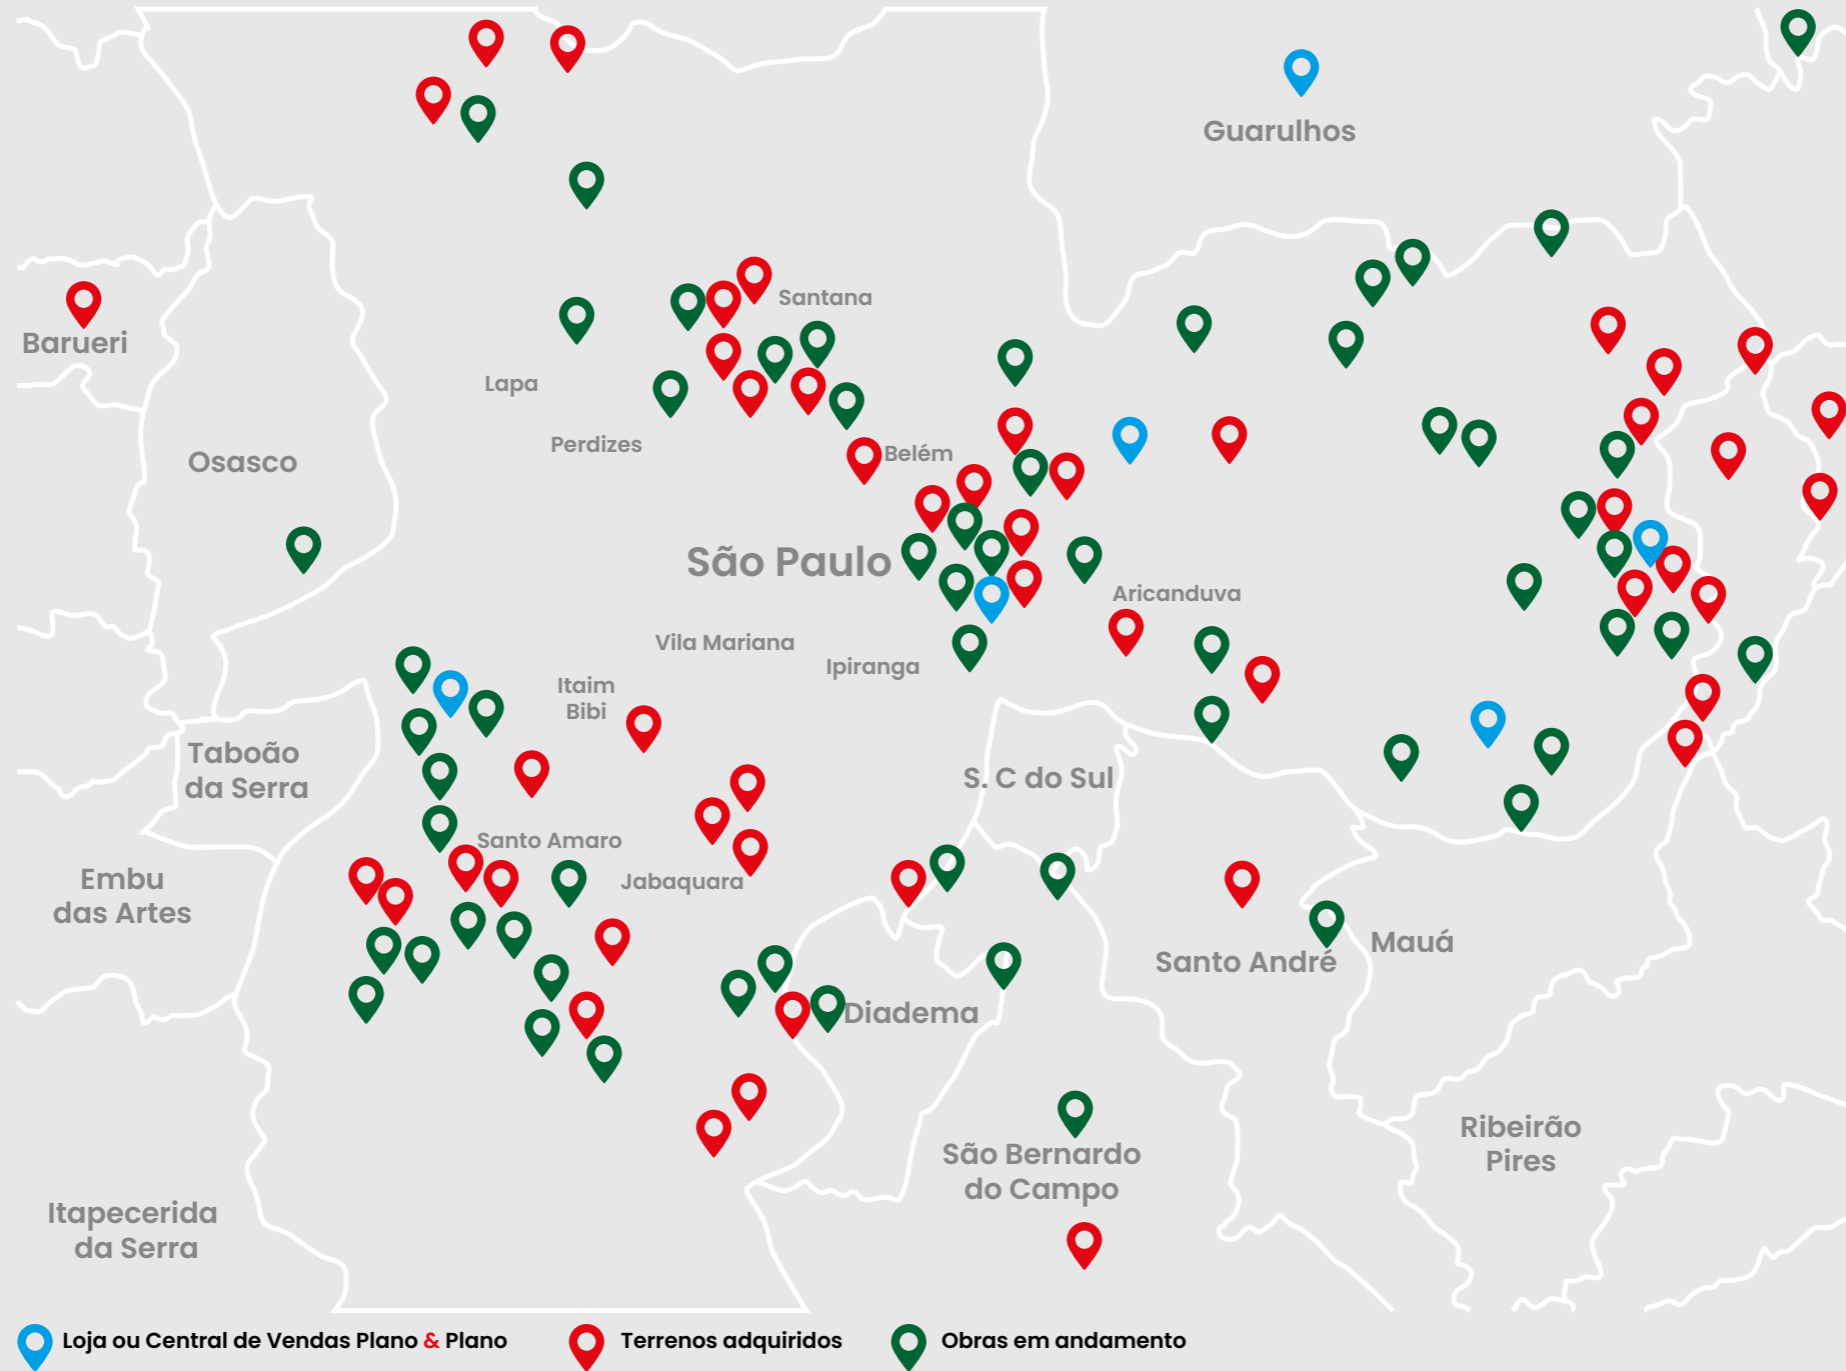 Guarulhos
Santana
Barueri
Lapa
Perdizes
Belém
Osasco
São Paulo
Aricanduva
Vila Mariana
Ipiranga
Itaim
Bibi
Taboão
da Serra
S. C do Sul
Santo Amaro
Jabaquara
Embu
das Artes
Santo André
Mauá
Diadema
São Bernardo
do Campo
Ribeirão
Pires
Itapecerida
da Serra
Loja ou Central de Vendas Plano & Plano
Terrenos adquiridos
Obras em andamento